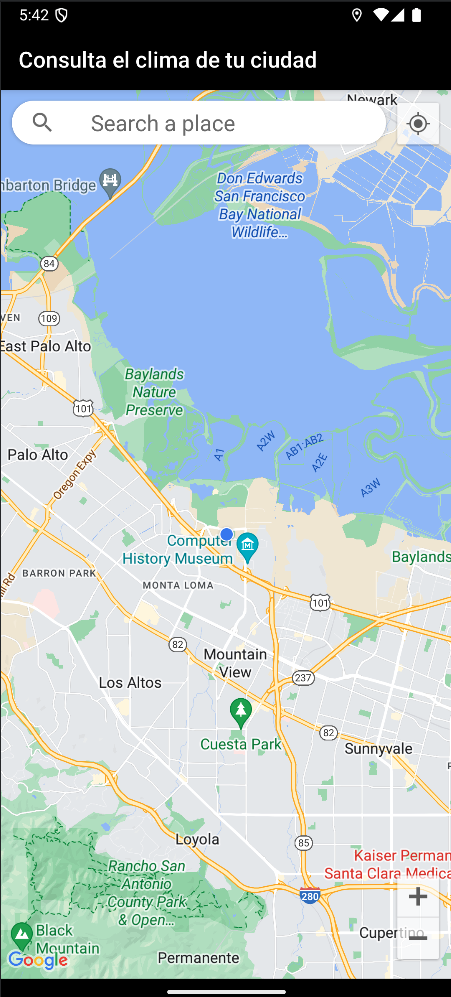 5:42
Consulta el clima de tu ciudad
Newark
Search a place
Don Edwards
San Francisco
Bay National
Wildlife...
mbarton Bridge
84
109
VEN
East Palo Alto
Baylands
Nature
Preserve
101
A1
A2W
AB1-AB2
A2E
A3W
Palo Alto
Oregon Expy
Computer
History Museum
Baylands
BARRON PARK
MONTA LOMA
101
82
Mountain
View
237
Los Altos
82
Cuesta Park
Sunnyvale
Loyola
85
Kaiser Perman
Santa Clara Medica
Rancho San
Antonio
County Park
& Open...
280
+
Black
Mountain
Cupertino
−
Google
Permanente